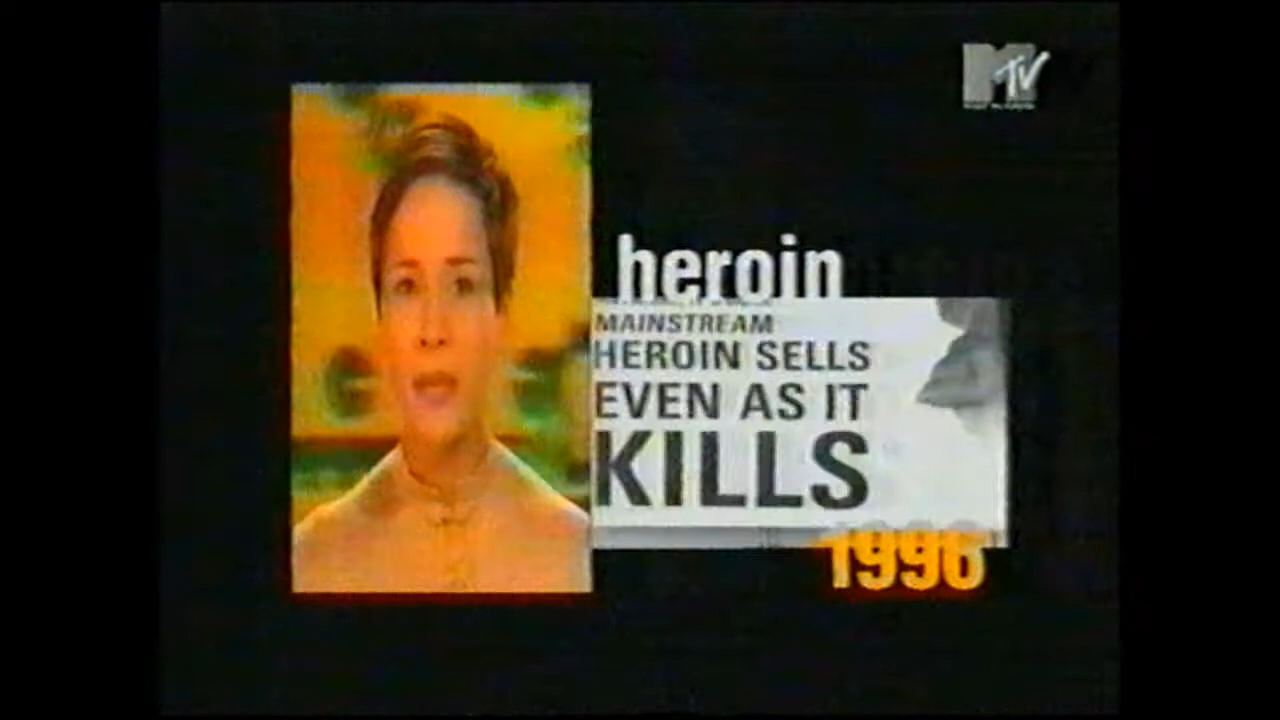 MTV
heroin
MAINSTREAM
HEROIN SELLS
EVEN AS IT
KILLS
1996